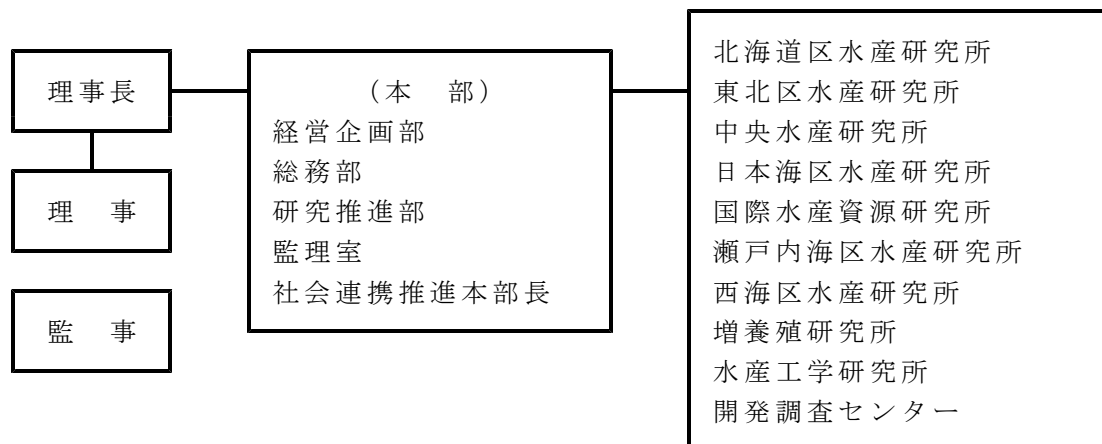 理事長
理　事
監　事
（本　部）
経営企画部
総務部
研究推進部
監理室
社会連携推進本部長
北海道区水産研究所
東北区水産研究所
中央水産研究所
日本海区水産研究所
国際水産資源研究所
瀬戸内海区水産研究所
西海区水産研究所
増養殖研究所
水産工学研究所
開発調査センター